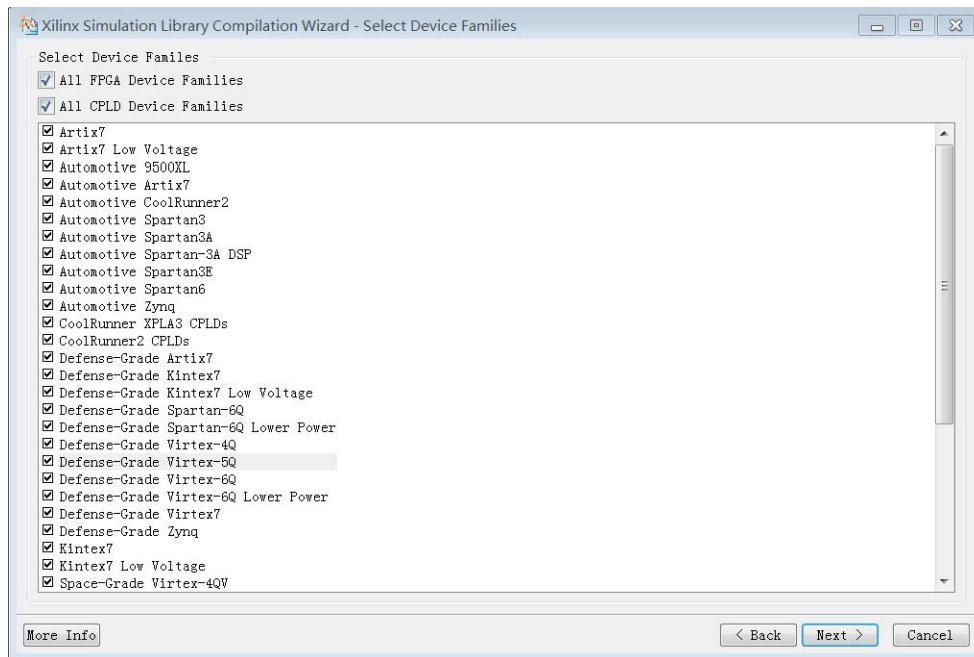 Xilinx Simulation Library Compilation Wizard - Select Device Families
Select Device Familes
All FPGA Device Families
All CPLD Device Families
Artix7
Artix7 Low Voltage
Automotive 9500XL
Automotive Artix7
Automotive CoolRunner2
Automotive Spartan3
Automotive Spartan3A
Automotive Spartan-3A DSP
Automotive Spartan3E
Automotive Spartan6
Automotive Zynq
CoolRunner XPLA3 CPLDs
CoolRunner2 CPLDs
Defense-Grade Artix7
Defense-Grade Kintex7
Defense-Grade Kintex7 Low Voltage
Defense-Grade Spartan-6Q
Defense-Grade Spartan-6Q Lower Power
Defense-Grade Virtex-4Q
Defense-Grade Virtex-5Q
Defense-Grade Virtex-6Q
Defense-Grade Virtex-6Q Lower Power
Defense-Grade Virtex7
Defense-Grade Zynq
Kintex7
Kintex7 Low Voltage
Space-Grade Virtex-4QV
More Info < Back Next > Cancel